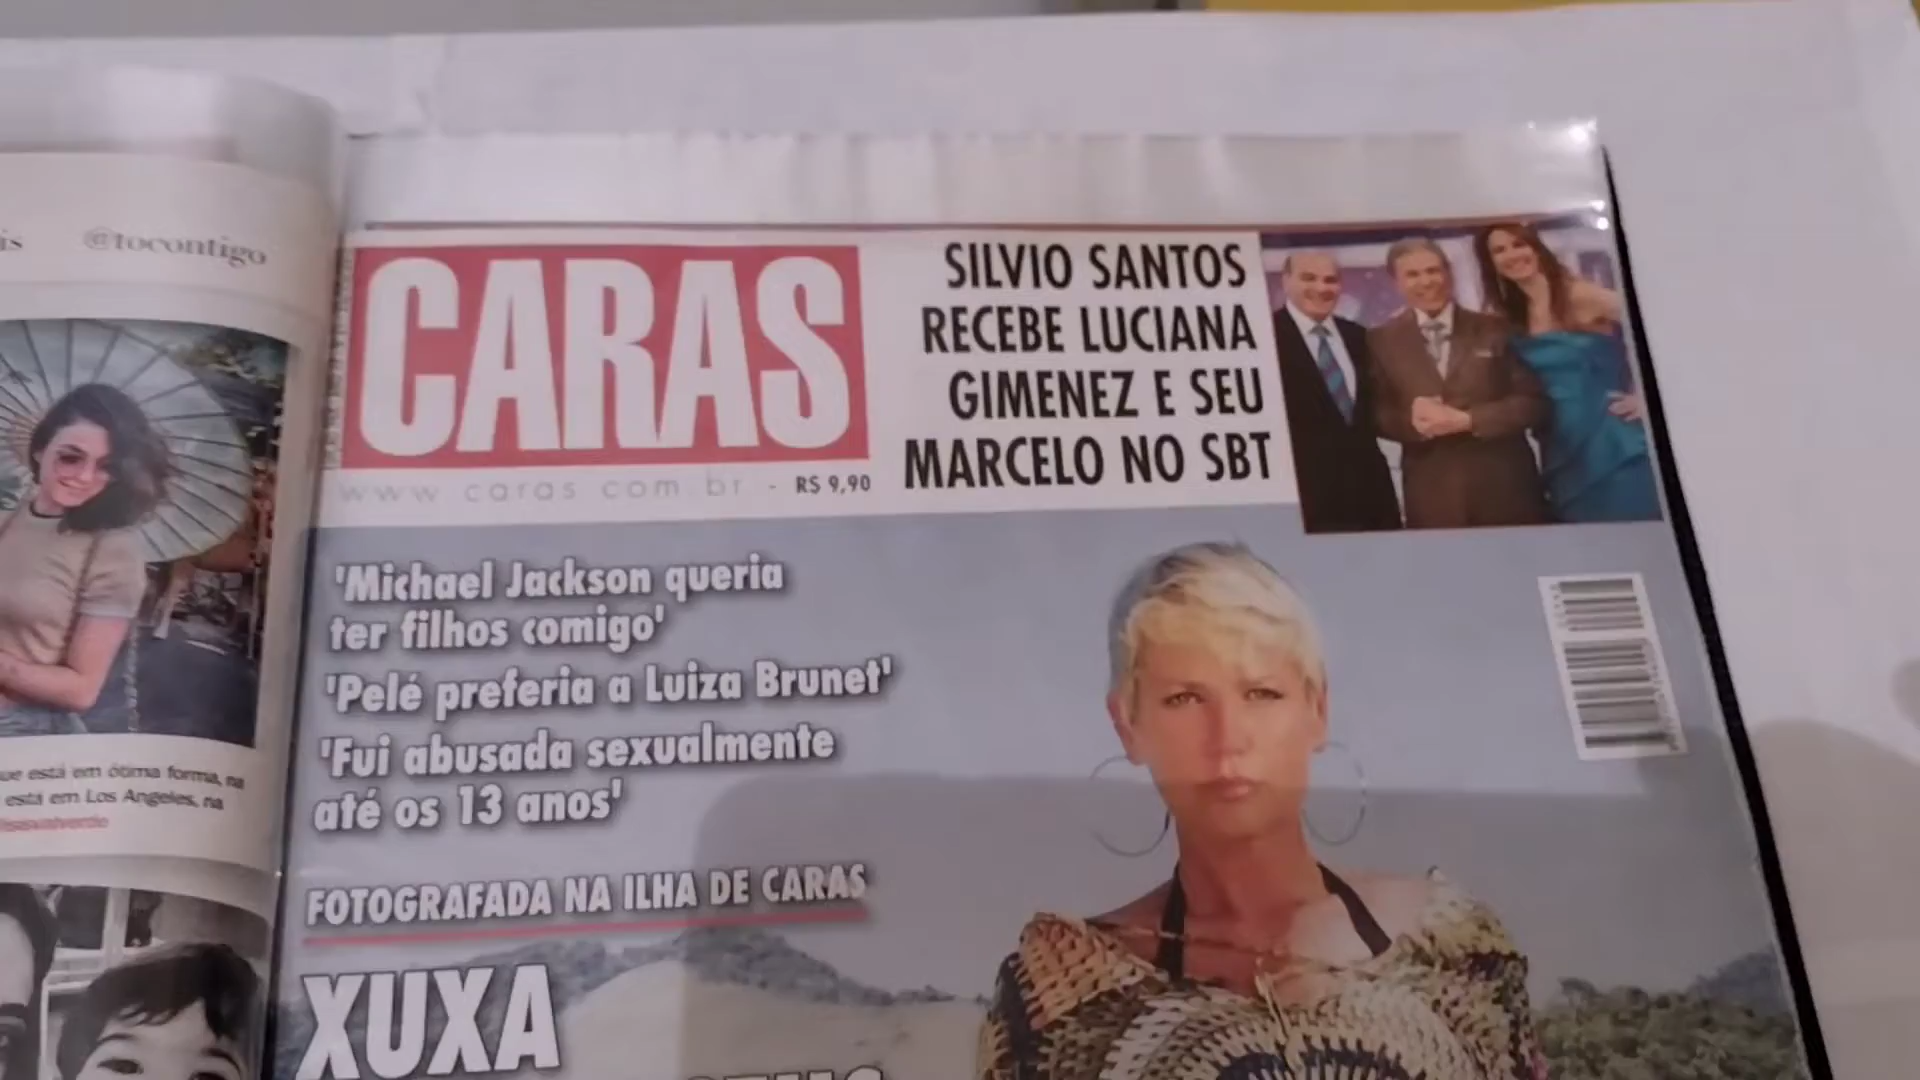 @tocontigo
ue está em ótima forma, na
está em Los Angeles, na
CARAS
www.caras.com.br - R$ 9,90
SILVIO SANTOS
RECEBE LUCIANA
GIMENEZ E SEU
MARCELO NO SBT
'Michael Jackson queria
ter filhos comigo'
'Pelé preferia a Luiza Brunet'
'Fui abusada sexualmente
até os 13 anos'
FOTOGRAFADA NA ILHA DE CARAS
XUXA